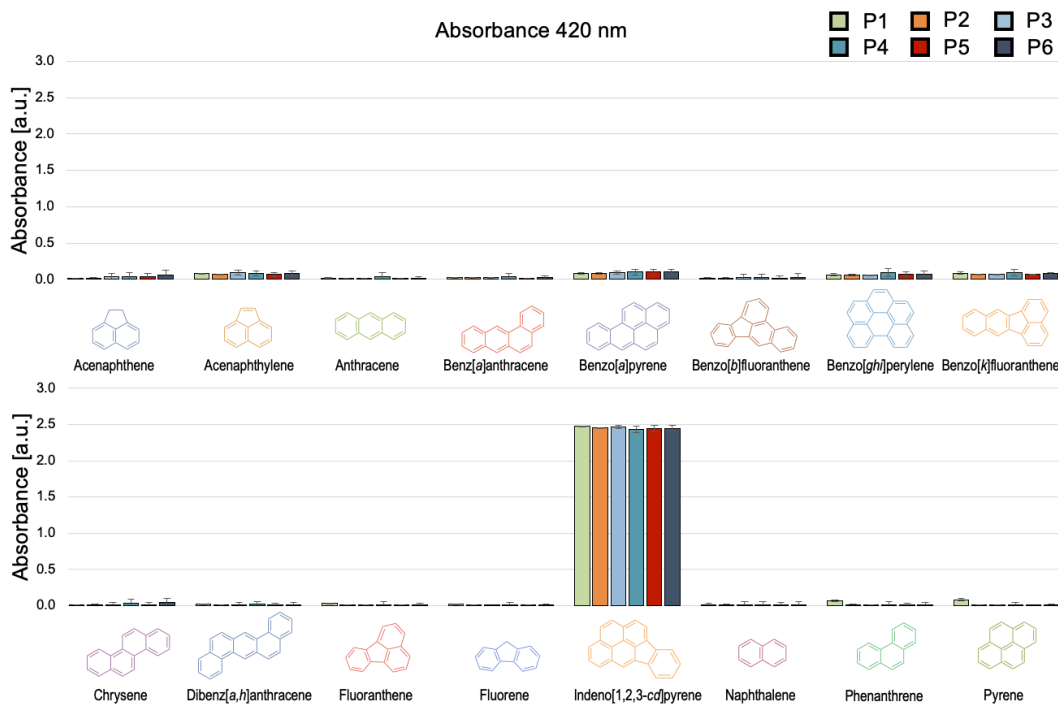 Absorbance 420 nm
P1 P2 P3
P4 P5 P6
Absorbance [a.u.]
3.0
2.5
2.0
1.5
1.0
0.5
0.0
Acenaphthene Acenaphthylene Anthracene Benz[a]anthracene Benzo[a]pyrene Benzo[b]fluoranthene Benzo[ghi]perylene Benzo[k]fluoranthene
Absorbance [a.u.]
3.0
2.5
2.0
1.5
1.0
0.5
0.0
Chrysene Dibenz[a,h]anthracene Fluoranthene Fluorene Indeno[1,2,3-cd]pyrene Naphthalene Phenanthrene Pyrene